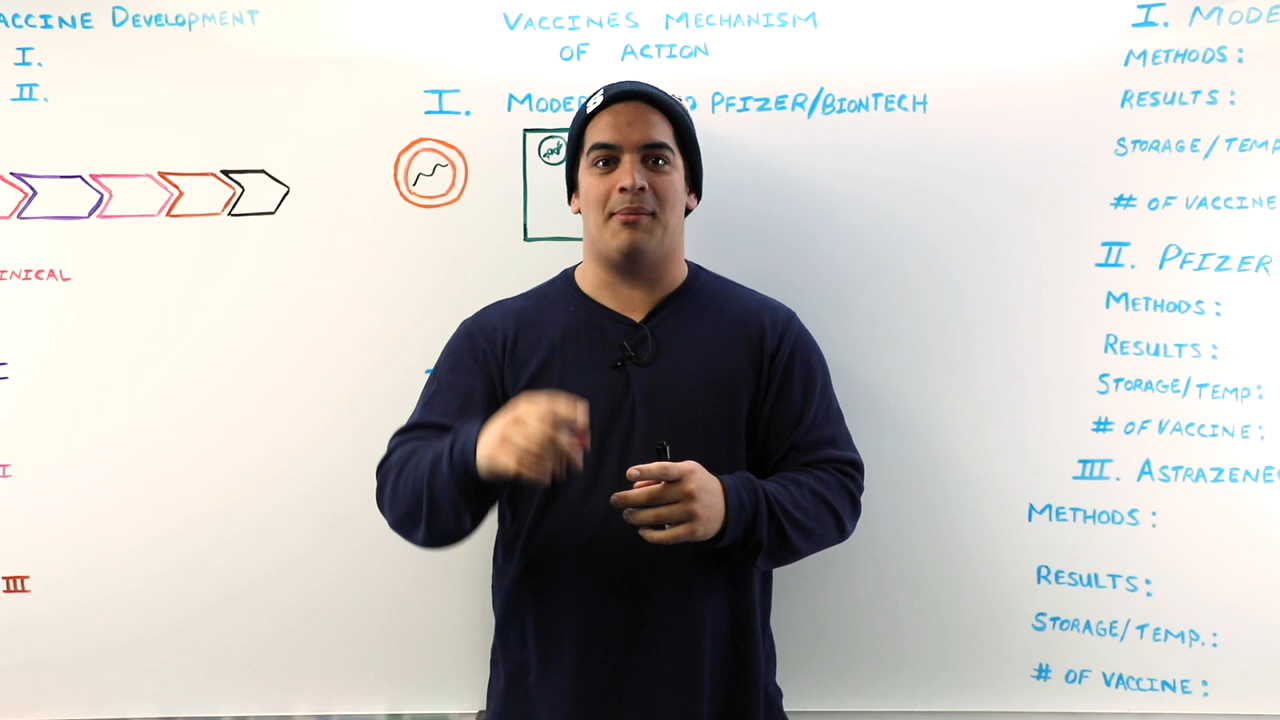 Vaccine Development
I.
II.
INICAL
I
III
Vaccines Mechanism
of Action
I. Moder Pfizer/BionTech
S
I. Mode
Methods:
Results:
Storage/Temp
# of Vaccine
II. Pfizer
Methods:
Results:
Storage/Temp:
# of Vaccine:
III. Astrazene
Methods:
Results:
Storage/Temp.:
# of Vaccine: